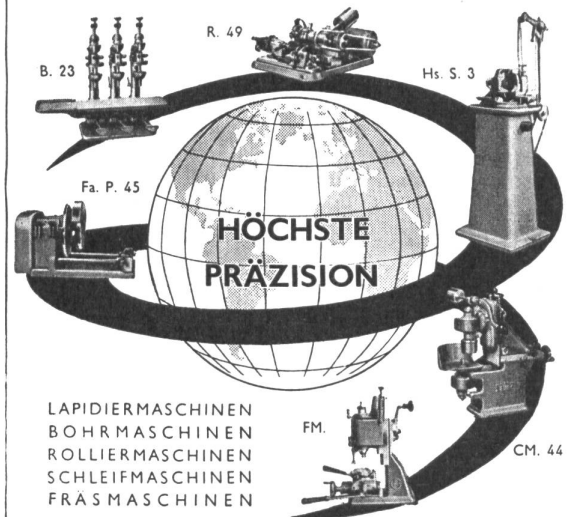 R. 49
B. 23
Hs. S. 3
Fa. P. 45
HÖCHSTE
PRÄZISION
LAPIDIERMASCHINEN
BOHRMASCHINEN
ROLLIERMASCHINEN
SCHLEIFMASCHINEN
FRÄSMASCHINEN
FM.
CM. 44